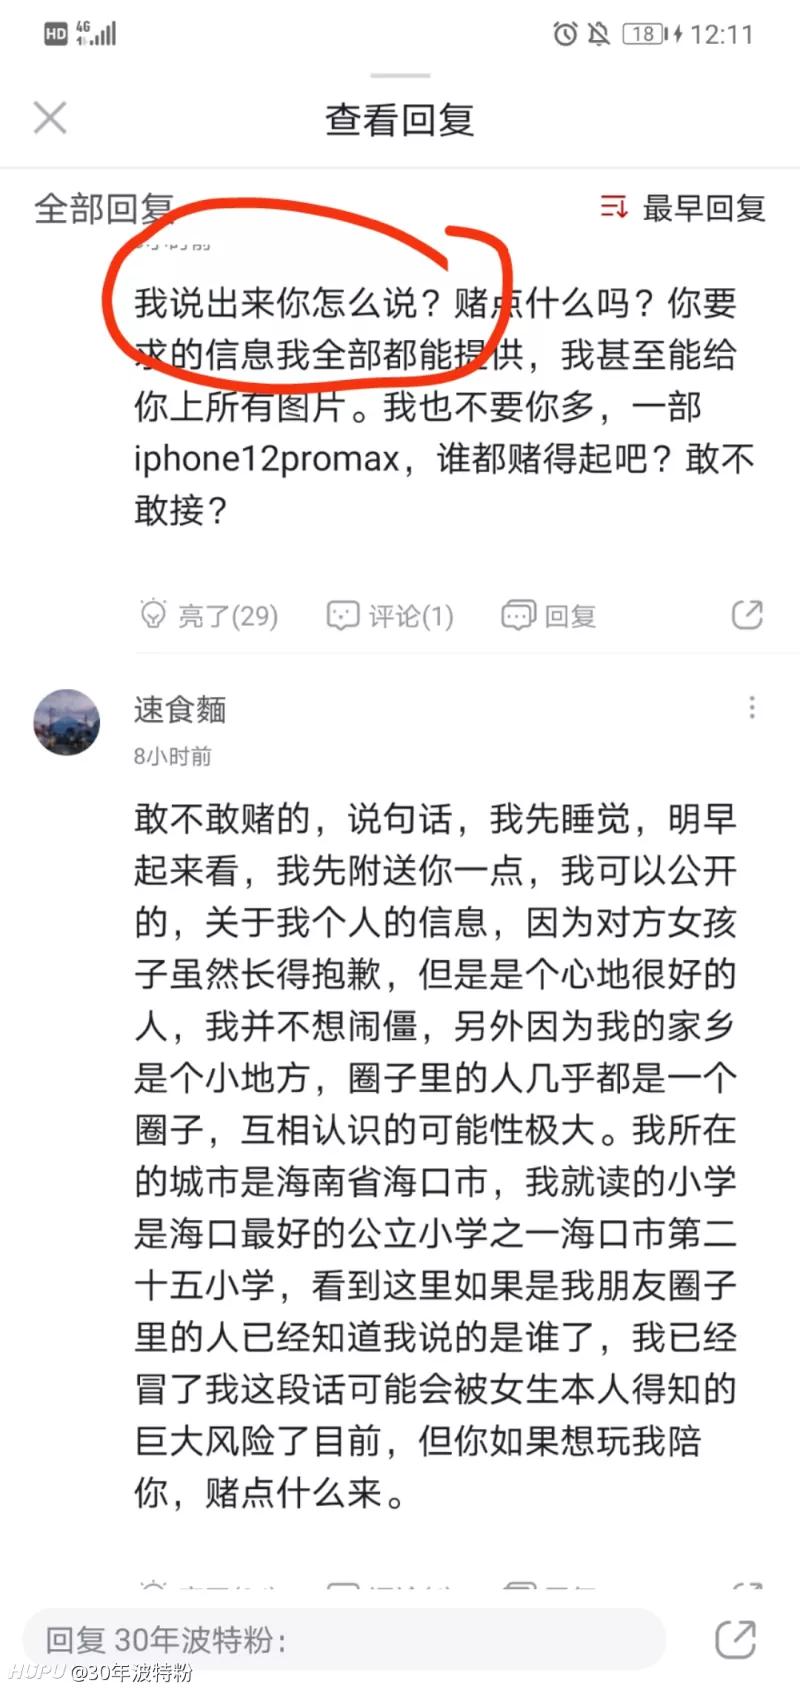 HD 4G 18 12:11
查看回复
全部回复 最早回复
我说出来你怎么说？赌点什么吗？你要
求的信息我全部都能提供，我甚至能给
你上所有图片。我也不要你多，一部
iphone12promax，谁都赌得起吧？敢不
敢接？
亮了(29) 评论(1) 回复
速食麵
8小时前
敢不敢赌的，说句话，我先睡觉，明早
起来看，我先附送你一点，我可以公开
的，关于我个人的信息，因为对方女孩
子虽然长得抱歉，但是是个心地很好的
人，我并不想闹僵，另外因为我的家乡
是个小地方，圈子里的人几乎都是一个
圈子，互相认识的可能性极大。我所在
的城市是海南省海口市，我就读的小学
是海口最好的公立小学之一海口市第二
十五小学，看到这里如果是我朋友圈子
里的人已经知道我说的是谁了，我已经
冒了我这段话可能会被女生本人得知的
巨大风险了目前，但你如果想玩我陪
你，赌点什么来。
回复 30年波特粉：
HUPU @30年波特粉